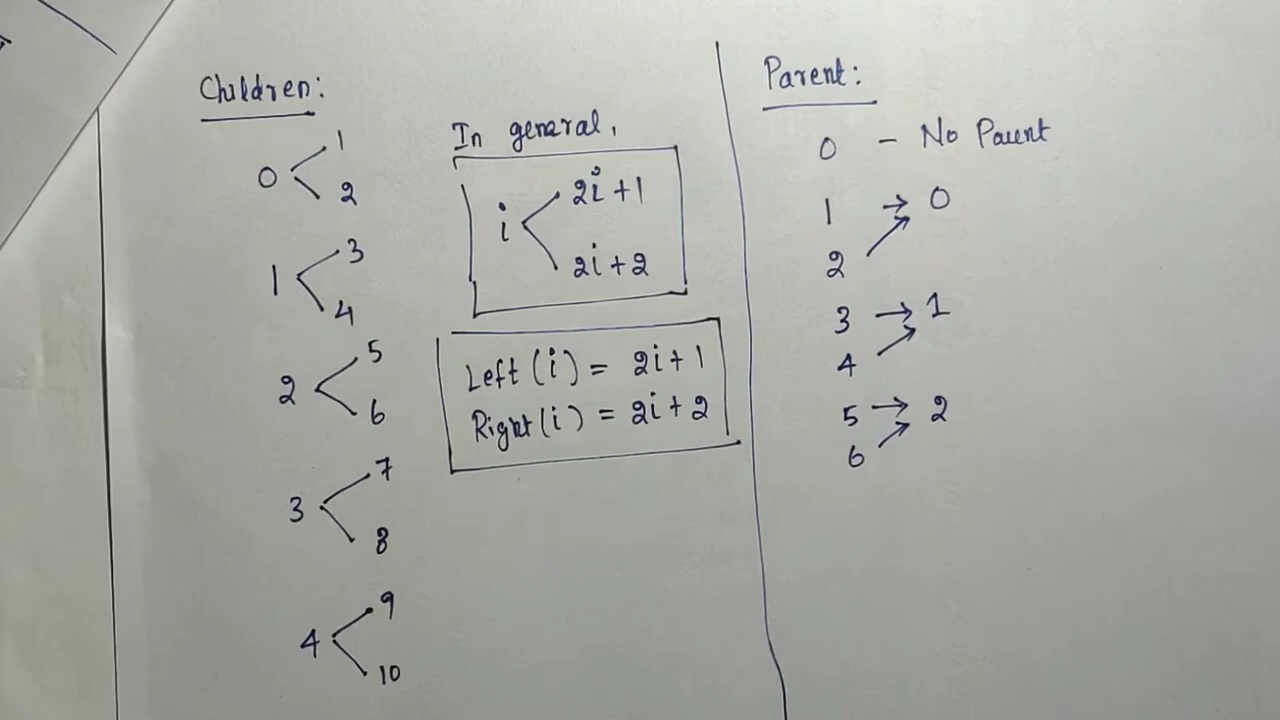 Children:
0 < 1
2
1 < 3
4
2 < 5
6
3 < 7
8
4 < 9
10
In general,
i < 2i+1
2i+2
Left (i) = 2i+1
Right (i) = 2i+2
Parent:
0 - No Parent
1 → 0
2
3 → 1
4
5 → 2
6